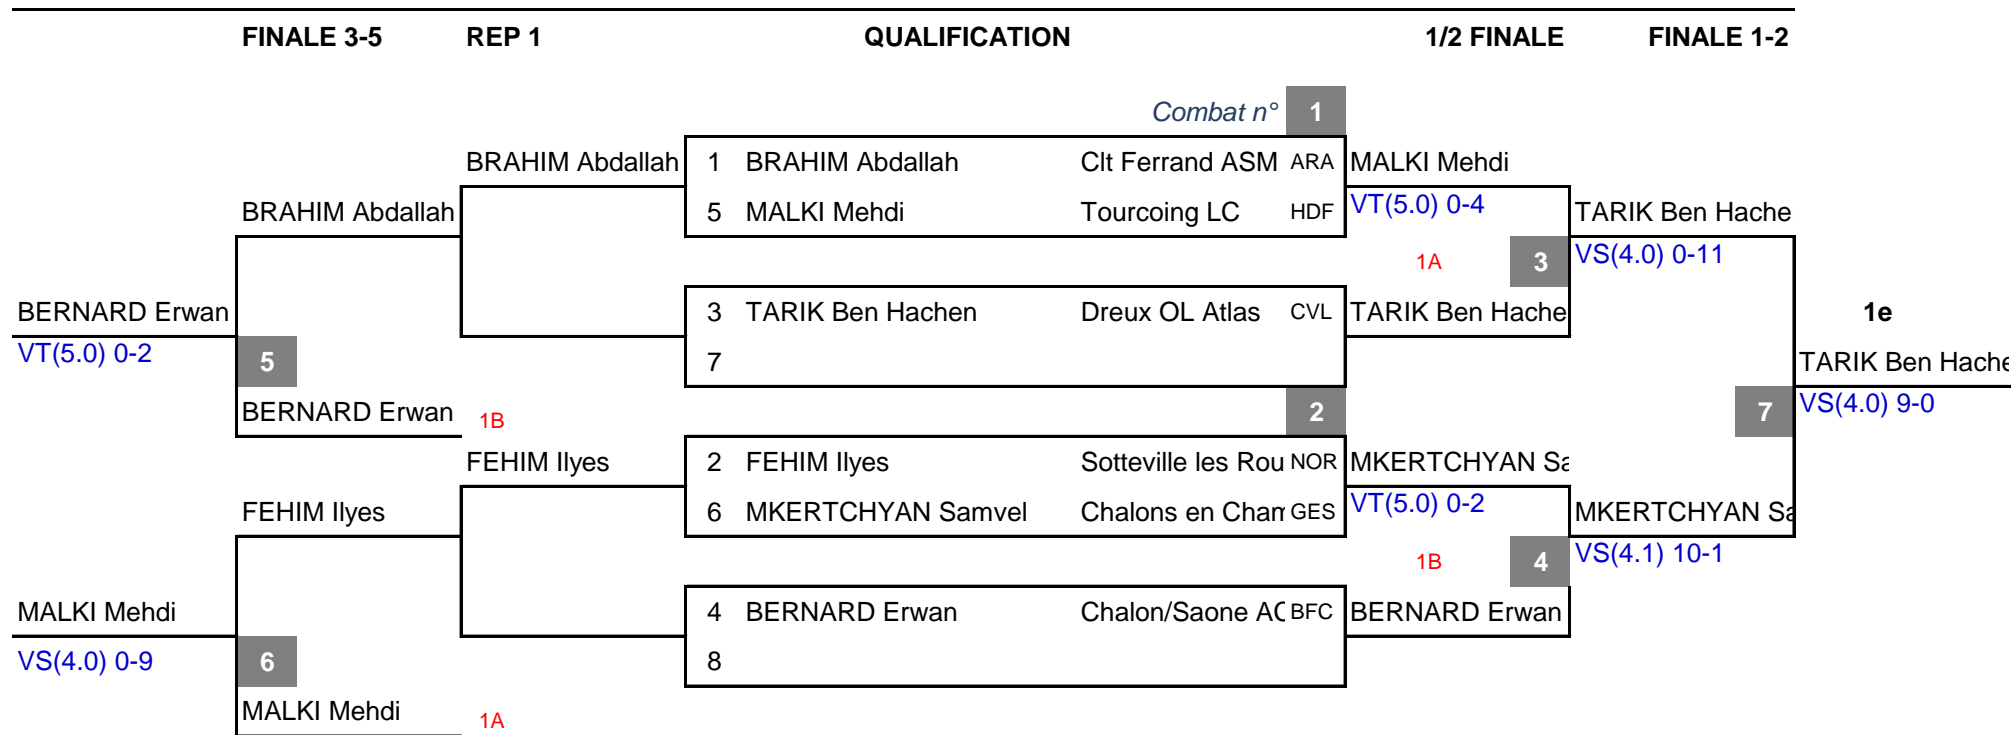 FINALE 3-5 REP 1 QUALIFICATION 1/2 FINALE FINALE 1-2
Combat n° 1
BRAHIM Abdallah 1 BRAHIM Abdallah Clt Ferrand ASM ARA MALKI Mehdi
BRAHIM Abdallah 5 MALKI Mehdi Tourcoing LC HDF VT(5.0) 0-4 TARIK Ben Hache
1A 3 VS(4.0) 0-11
BERNARD Erwan 3 TARIK Ben Hachen Dreux OL Atlas CVL TARIK Ben Hache 1e
VT(5.0) 0-2 5 7 TARIK Ben Hache
BERNARD Erwan 1B 2 7 VS(4.0) 9-0
FEHIM Ilyes 2 FEHIM Ilyes Sotteville les Rou NOR MKERTCHYAN Sa
FEHIM Ilyes 6 MKERTCHYAN Samvel Chalons en Cham GES VT(5.0) 0-2 MKERTCHYAN Sa
1B 4 VS(4.1) 10-1
MALKI Mehdi 4 BERNARD Erwan Chalon/Saone AC BFC BERNARD Erwan
VS(4.0) 0-9 6 8
MALKI Mehdi 1A